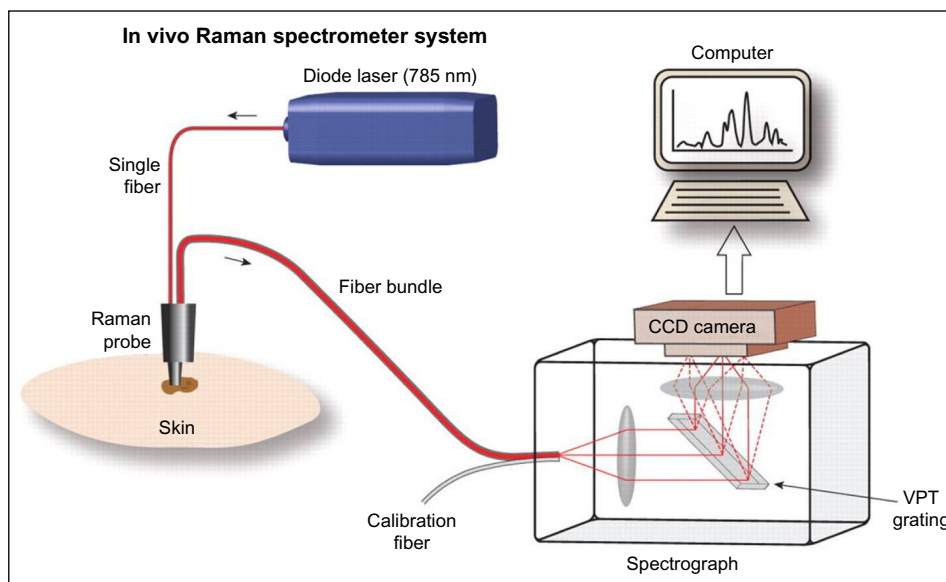 In vivo Raman spectrometer system
Computer
Diode laser (785 nm)
Single
fiber
Fiber bundle
Raman
probe
CCD camera
Skin
Calibration
fiber
VPT
grating
Spectrograph